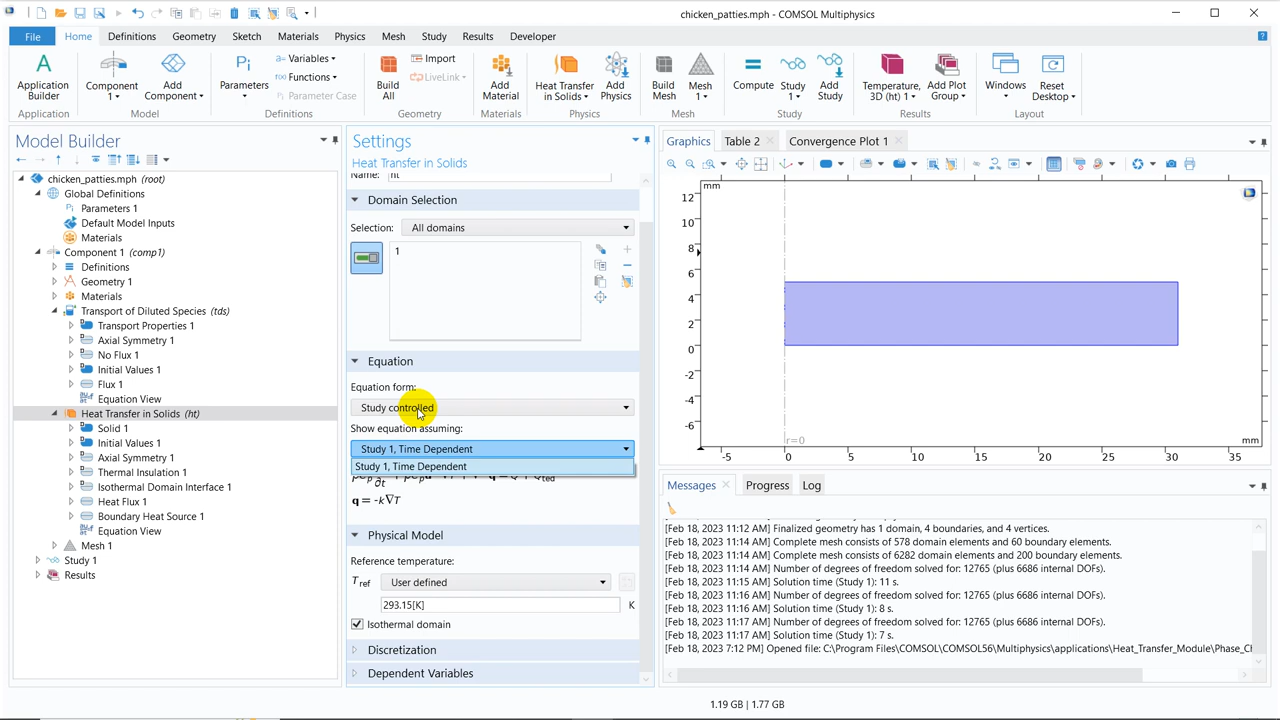 chicken_patties.mph - COMSOL Multiphysics
File Home Definitions Geometry Sketch Materials Physics Mesh Study Results Developer
Application Builder
Component 1
Add Component
Parameters
Variables
Functions
Parameter Case
Build All
Import
LiveLink
Add Material
Heat Transfer in Solids
Add Physics
Build Mesh
Mesh 1
Compute
Study 1
Add Study
Temperature, 3D (ht) 1
Add Plot Group
Windows
Reset Desktop
Application Model Definitions Geometry Materials Physics Mesh Study Results Layout
Model Builder
chicken_patties.mph (root)
Global Definitions
Parameters 1
Default Model Inputs
Materials
Component 1 (comp1)
Definitions
Geometry 1
Materials
Transport of Diluted Species (tds)
Transport Properties 1
Axial Symmetry 1
No Flux 1
Initial Values 1
Flux 1
Equation View
Heat Transfer in Solids (ht)
Solid 1
Initial Values 1
Axial Symmetry 1
Thermal Insulation 1
Isothermal Domain Interface 1
Heat Flux 1
Boundary Heat Source 1
Equation View
Mesh 1
Study 1
Results
Settings
Heat Transfer in Solids
Name: ht
Domain Selection
Selection: All domains
1
Equation
Equation form:
Study controlled
Show equation assuming:
Study 1, Time Dependent
Study 1, Time Dependent
q = -k∇T
Physical Model
Reference temperature:
Tref User defined
293.15[K] K
Isothermal domain
Discretization
Dependent Variables
Graphics Table 2 Convergence Plot 1
mm
12
10
8
6
4
2
0
-2
-4
-6
r=0
mm
-5 0 5 10 15 20 25 30 35
Messages Progress Log
[Feb 18, 2023 11:12 AM] Finalized geometry has 1 domain, 4 boundaries, and 4 vertices.
[Feb 18, 2023 11:14 AM] Complete mesh consists of 578 domain elements and 60 boundary elements.
[Feb 18, 2023 11:14 AM] Complete mesh consists of 6282 domain elements and 200 boundary elements.
[Feb 18, 2023 11:14 AM] Number of degrees of freedom solved for: 12765 (plus 6686 internal DOFs).
[Feb 18, 2023 11:15 AM] Solution time (Study 1): 11 s.
[Feb 18, 2023 11:16 AM] Number of degrees of freedom solved for: 12765 (plus 6686 internal DOFs).
[Feb 18, 2023 11:16 AM] Solution time (Study 1): 8 s.
[Feb 18, 2023 11:17 AM] Number of degrees of freedom solved for: 12765 (plus 6686 internal DOFs).
[Feb 18, 2023 11:17 AM] Solution time (Study 1): 7 s.
[Feb 18, 2023 7:12 PM] Opened file: C:\Program Files\COMSOL\COMSOL56\Multiphysics\applications\Heat_Transfer_Module\Phase_Ch
1.19 GB | 1.77 GB